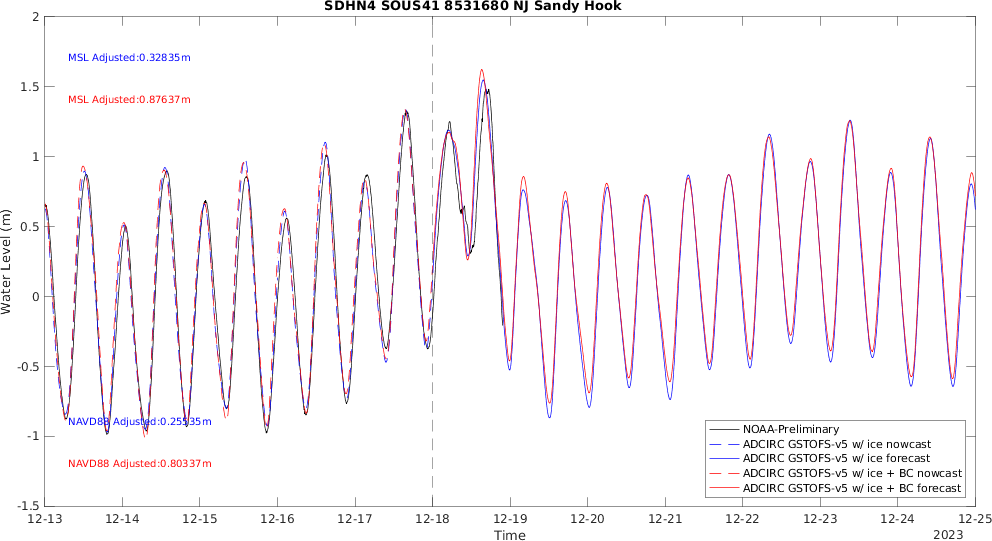 SDHN4 SOUS41 8531680 NJ Sandy Hook
2
1.5
1
0.5
0
-0.5
-1
-1.5
Water Level (m)
MSL Adjusted:0.32835m
MSL Adjusted:0.87637m
NAVD88 Adjusted:0.25535m
NAVD88 Adjusted:0.80337m
NOAA-Preliminary
ADCIRC GSTOFS-v5 w/ ice nowcast
ADCIRC GSTOFS-v5 w/ ice forecast
ADCIRC GSTOFS-v5 w/ ice + BC nowcast
ADCIRC GSTOFS-v5 w/ ice + BC forecast
12-13 12-14 12-15 12-16 12-17 12-18 12-19 12-20 12-21 12-22 12-23 12-24 12-25
Time
2023